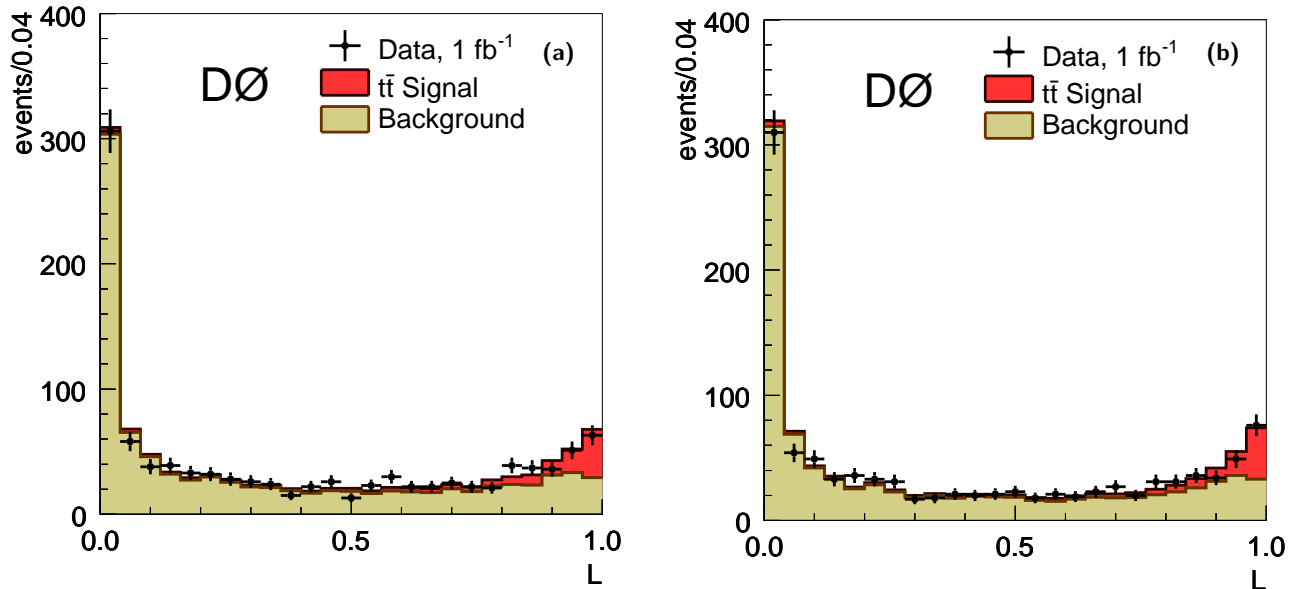 events/0.04
400
300
200
100
0
0.0
0.5
1.0
L
DØ
Data, 1 fb⁻¹
(a)
tt̄ Signal
Background
events/0.04
400
300
200
100
0
0.0
0.5
1.0
L
DØ
Data, 1 fb⁻¹
(b)
tt̄ Signal
Background